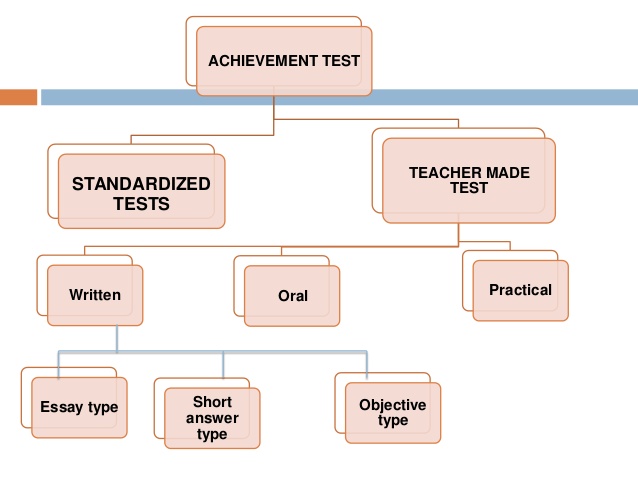 ACHIEVEMENT TEST
STANDARDIZED
TESTS
TEACHER MADE
TEST
Written
Oral
Practical
Essay type
Short
answer
type
Objective
type